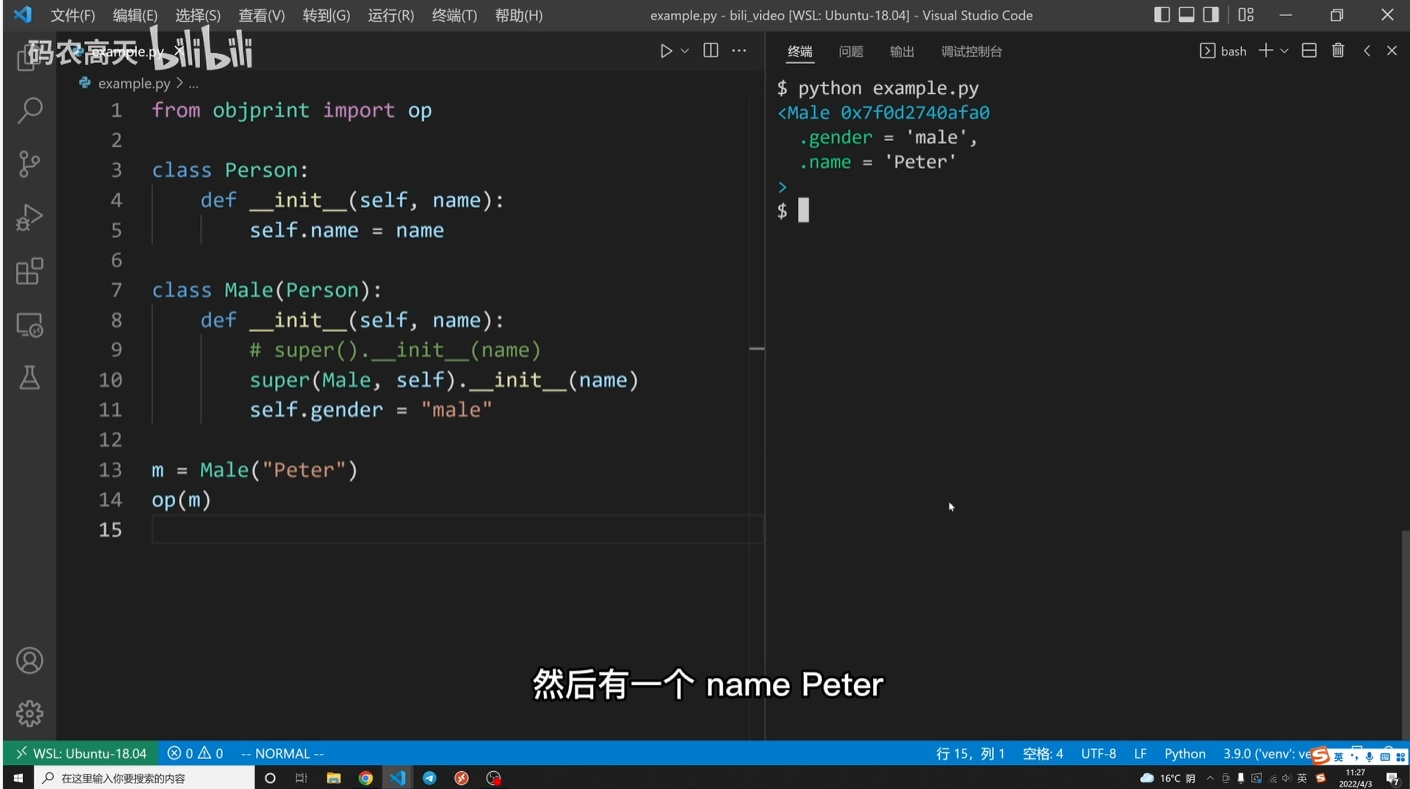 文件(F) 编辑(E) 选择(S) 查看(V) 转到(G) 运行(R) 终端(T) 帮助(H) example.py - bili_video [WSL: Ubuntu-18.04] - Visual Studio Code
码农高天 bilibili
example.py
终端 问题 输出 调试控制台 bash
example.py > ...
1 from objprint import op
2
3 class Person:
4 def __init__(self, name):
5 self.name = name
6
7 class Male(Person):
8 def __init__(self, name):
9 # super().__init__(name)
10 super(Male, self).__init__(name)
11 self.gender = "male"
12
13 m = Male("Peter")
14 op(m)
15
$ python example.py
<Male 0x7f0d2740afa0
.gender = 'male',
.name = 'Peter'
>
$
然后有一个 name Peter
WSL: Ubuntu-18.04 0 0 -- NORMAL -- 行 15，列 1 空格: 4 UTF-8 LF Python 3.9.0 ('venv': ve
英
在这里输入你要搜索的内容 16°C 阴 英 11:27
2022/4/3
7